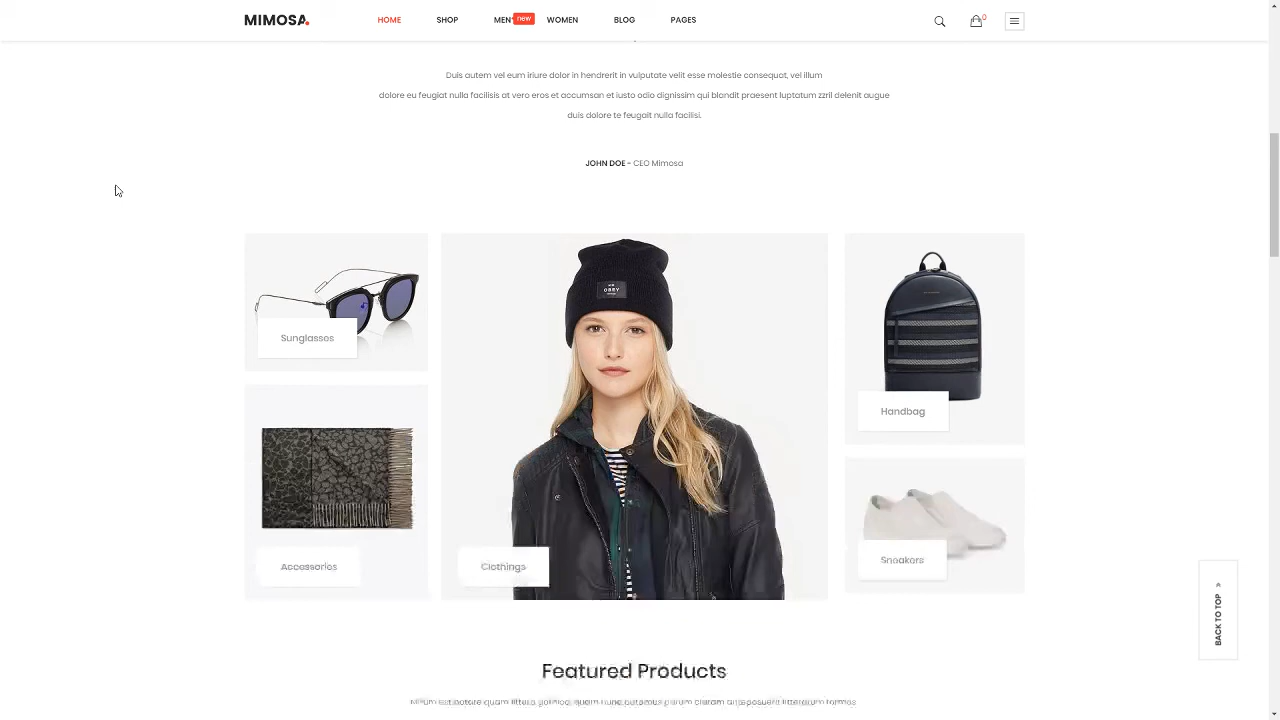 MIMOSA.
HOME
SHOP
MEN
new
WOMEN
BLOG
PAGES
0
Duis autem vel eum iriure dolor in hendrerit in vulputate velit esse molestie consequat, vel illum
dolore eu feugiat nulla facilisis at vero eros et accumsan et iusto odio dignissim qui blandit praesent luptatum zzril delenit augue
duis dolore te feugait nulla facilisi.
JOHN DOE - CEO Mimosa
Sunglasses
OBEY
Handbag
Accessories
Clothings
Sneakers
BACK TO TOP »
Featured Products